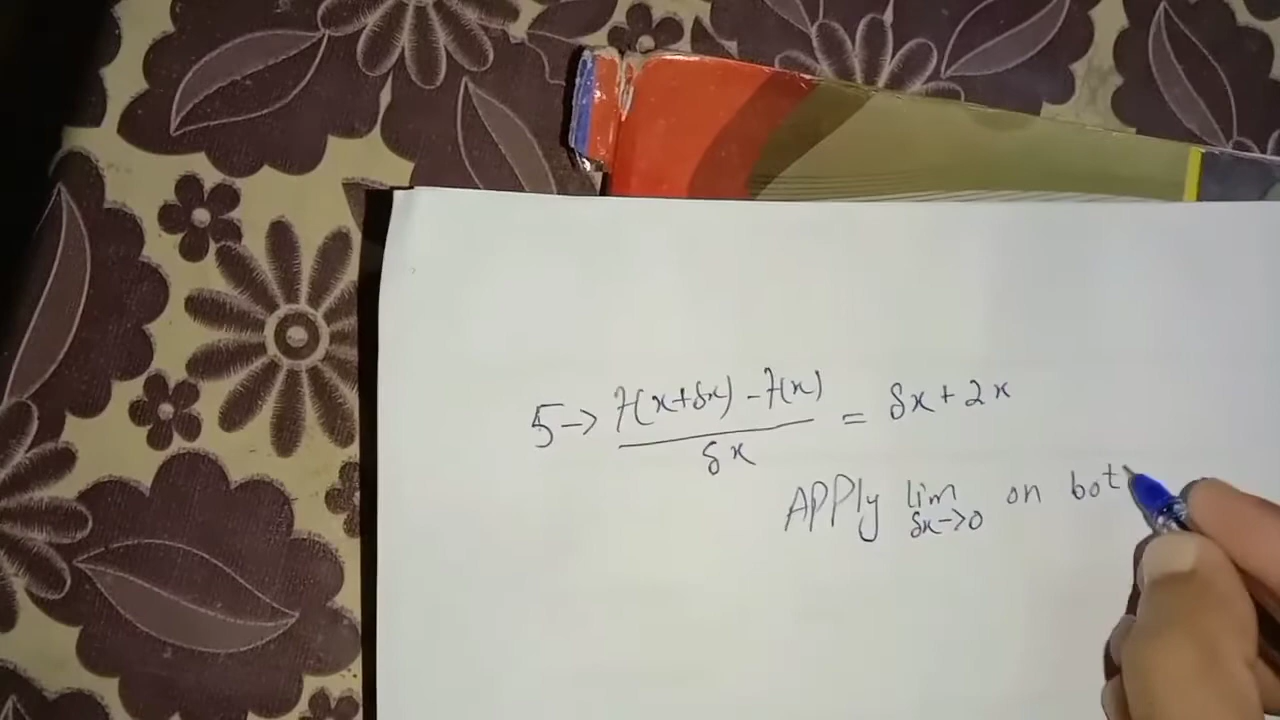 5→ f(x+δx) - f(x) / δx = δx + 2x
APPly lim δx→0 on bot